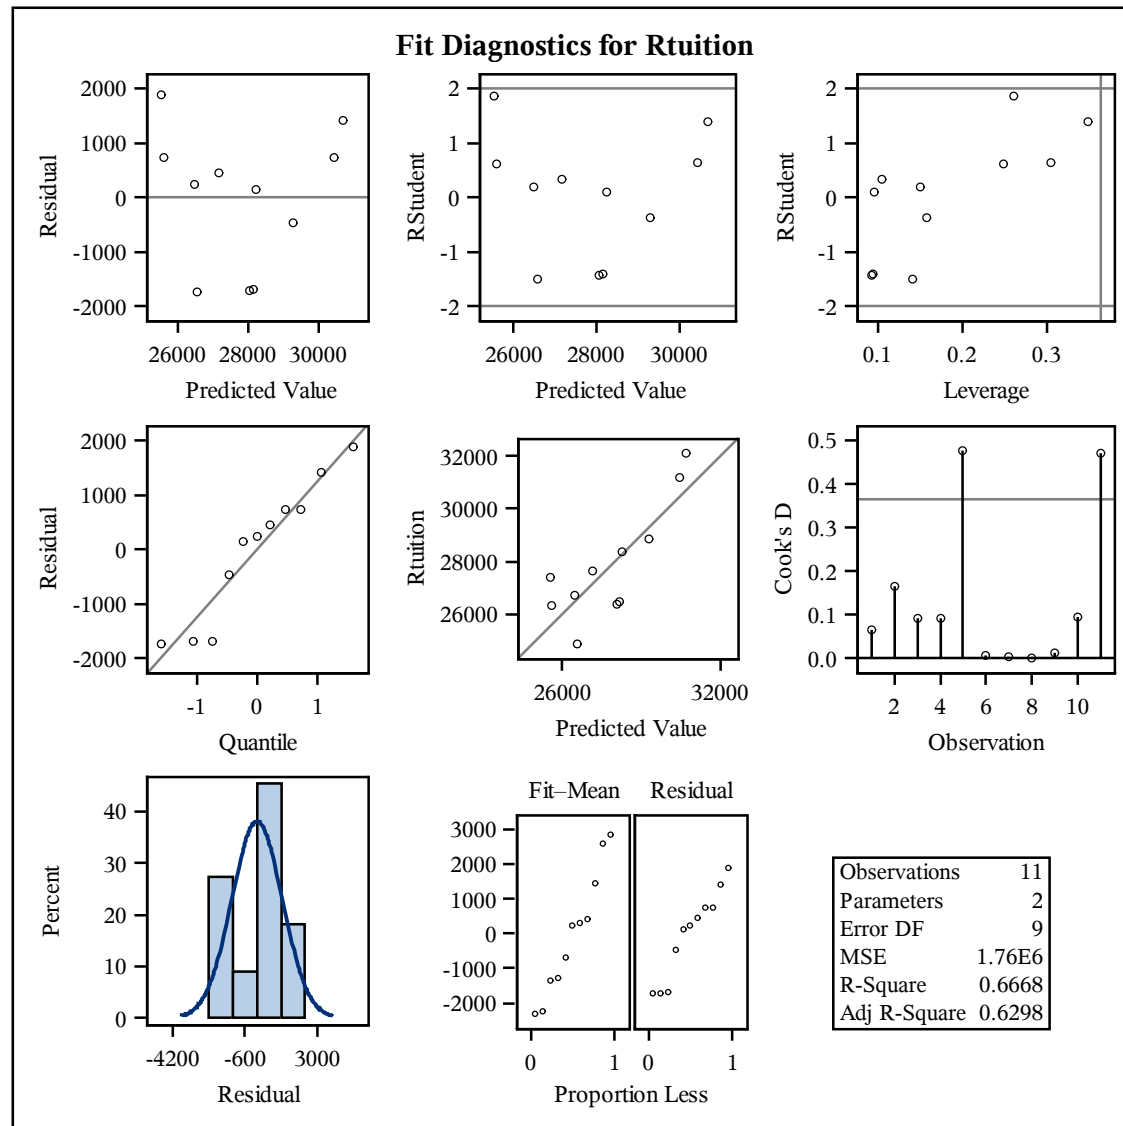 Fit Diagnostics for Rtuition
Residual
2000
1000
0
-1000
-2000
26000 28000 30000
Predicted Value
RStudent
2
1
0
-1
-2
26000 28000 30000
Predicted Value
RStudent
2
1
0
-1
-2
0.1 0.2 0.3
Leverage
Residual
2000
1000
0
-1000
-2000
-1 0 1
Quantile
Rtuition
32000
30000
28000
26000
26000 32000
Predicted Value
Cook's D
0.5
0.4
0.3
0.2
0.1
0.0
2 4 6 8 10
Observation
Percent
40
30
20
10
0
-4200 -600 3000
Residual
Fit–Mean Residual
3000
2000
1000
0
-1000
-2000
0 1 0 1
Proportion Less
Observations 11
Parameters 2
Error DF 9
MSE 1.76E6
R-Square 0.6668
Adj R-Square 0.6298